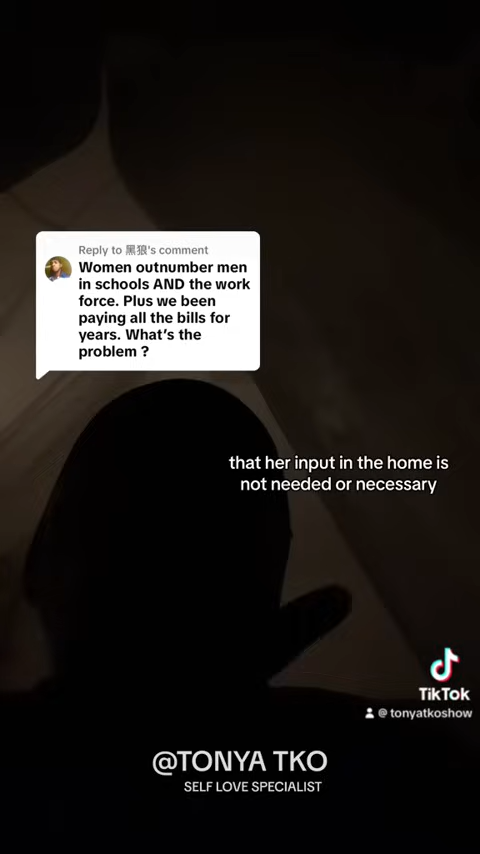 Reply to 黑狼's comment
Women outnumber men
in schools AND the work
force. Plus we been
paying all the bills for
years. What's the
problem ?
that her input in the home is
not needed or necessary
TikTok
@ tonyatkoshow
@TONYA TKO
SELF LOVE SPECIALIST